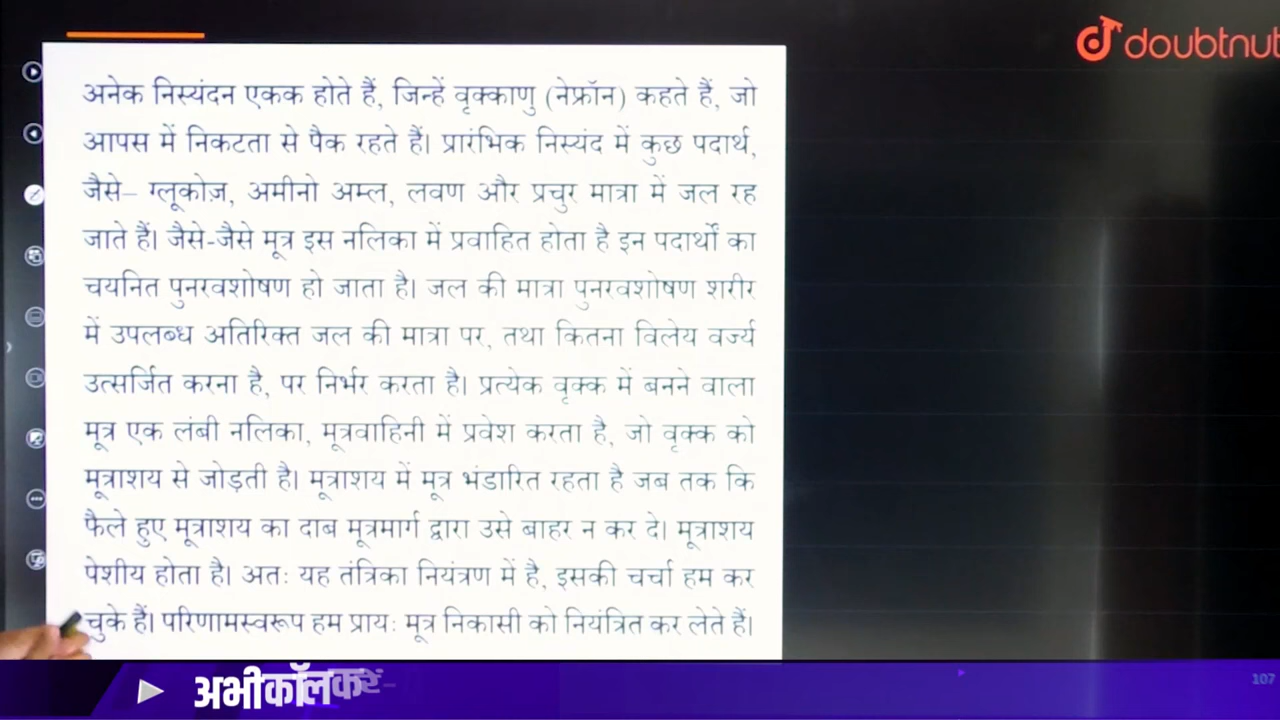 doubtnut
अनेक निस्यंदन एकक होते हैं, जिन्हें वृक्काणु (नेफ्रॉन) कहते हैं, जो
आपस में निकटता से पैक रहते हैं। प्रारंभिक निस्यंद में कुछ पदार्थ,
जैसे– ग्लूकोज, अमीनो अम्ल, लवण और प्रचुर मात्रा में जल रह
जाते हैं। जैसे-जैसे मूत्र इस नलिका में प्रवाहित होता है इन पदार्थों का
चयनित पुनरवशोषण हो जाता है। जल की मात्रा पुनरवशोषण शरीर
में उपलब्ध अतिरिक्त जल की मात्रा पर, तथा कितना विलेय वर्ज्य
उत्सर्जित करना है, पर निर्भर करता है। प्रत्येक वृक्क में बनने वाला
मूत्र एक लंबी नलिका, मूत्रवाहिनी में प्रवेश करता है, जो वृक्क को
मूत्राशय से जोड़ती है। मूत्राशय में मूत्र भंडारित रहता है जब तक कि
फैले हुए मूत्राशय का दाब मूत्रमार्ग द्वारा उसे बाहर न कर दे। मूत्राशय
पेशीय होता है। अतः यह तंत्रिका नियंत्रण में है, इसकी चर्चा हम कर
चुके हैं। परिणामस्वरूप हम प्रायः मूत्र निकासी को नियंत्रित कर लेते हैं।
अभी कॉल
107